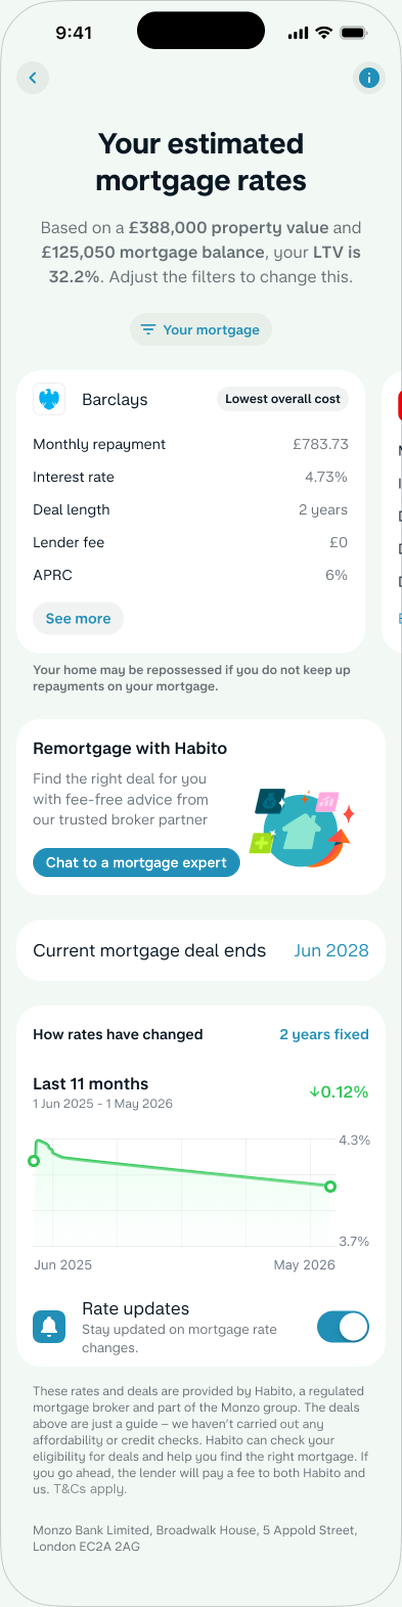 9:41
Your estimated
mortgage rates
Based on a £388,000 property value and
£125,050 mortgage balance, your LTV is
32.2%. Adjust the filters to change this.
Your mortgage
Barclays
Lowest overall cost
Monthly repayment £783.73
Interest rate 4.73%
Deal length 2 years
Lender fee £0
APRC 6%
See more
Your home may be repossessed if you do not keep up
repayments on your mortgage.
Remortgage with Habito
Find the right deal for you
with fee-free advice from
our trusted broker partner
Chat to a mortgage expert
Current mortgage deal ends Jun 2028
How rates have changed 2 years fixed
Last 11 months
1 Jun 2025 - 1 May 2026
↓0.12%
4.3%
3.7%
Jun 2025 May 2026
Rate updates
Stay updated on mortgage rate
changes.
These rates and deals are provided by Habito, a regulated
mortgage broker and part of the Monzo group. The deals
above are just a guide – we haven't carried out any
affordability or credit checks. Habito can check your
eligibility for deals and help you find the right mortgage. If
you go ahead, the lender will pay a fee to both Habito and
us. T&Cs apply.
Monzo Bank Limited, Broadwalk House, 5 Appold Street,
London EC2A 2AG